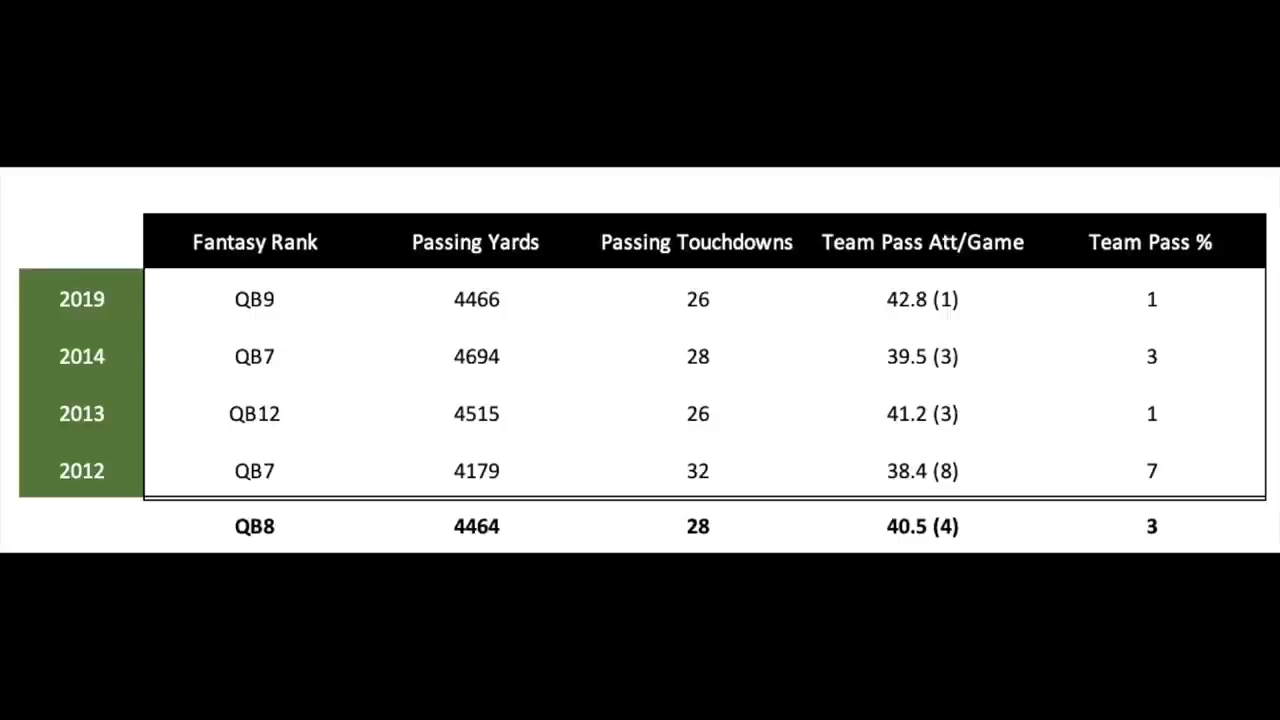 Fantasy Rank Passing Yards Passing Touchdowns Team Pass Att/Game Team Pass %
2019 QB9 4466 26 42.8 (1) 1
2014 QB7 4694 28 39.5 (3) 3
2013 QB12 4515 26 41.2 (3) 1
2012 QB7 4179 32 38.4 (8) 7
QB8 4464 28 40.5 (4) 3